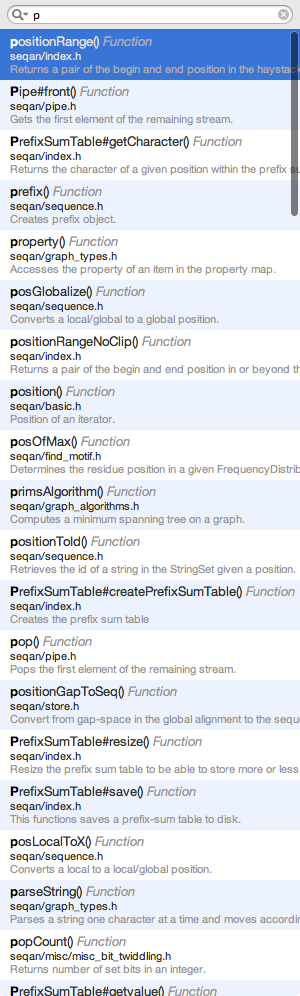 p
positionRange() Function
seqan/index.h
Returns a pair of the begin and end position in the haystack
Pipe#front() Function
seqan/pipe.h
Gets the first element of the remaining stream.
PrefixSumTable#getCharacter() Function
seqan/index.h
Returns the character of a given position within the prefix su
prefix() Function
seqan/sequence.h
Creates prefix object.
property() Function
seqan/graph_types.h
Accesses the property of an item in the property map.
posGlobalize() Function
seqan/sequence.h
Converts a local/global to a global position.
positionRangeNoClip() Function
seqan/index.h
Returns a pair of the begin and end position in or beyond th
position() Function
seqan/basic.h
Position of an iterator.
posOfMax() Function
seqan/find_motif.h
Determines the residue position in a given FrequencyDistrib
primsAlgorithm() Function
seqan/graph_algorithms.h
Computes a minimum spanning tree on a graph.
positionToId() Function
seqan/sequence.h
Retrieves the id of a string in the StringSet given a position.
PrefixSumTable#createPrefixSumTable() Function
seqan/index.h
Creates the prefix sum table
pop() Function
seqan/pipe.h
Pops the first element of the remaining stream.
positionGapToSeq() Function
seqan/store.h
Convert from gap-space in the global alignment to the sequ
PrefixSumTable#resize() Function
seqan/index.h
Resize the prefix sum table to be able to store more or less
PrefixSumTable#save() Function
seqan/index.h
This functions saves a prefix-sum table to disk.
posLocalToX() Function
seqan/sequence.h
Converts a local to a local/global position.
parseString() Function
seqan/graph_types.h
Parses a string one character at a time and moves accordin
popCount() Function
seqan/misc/misc_bit_twiddling.h
Returns number of set bits in an integer.
PrefixSumTable#getvalue() Function